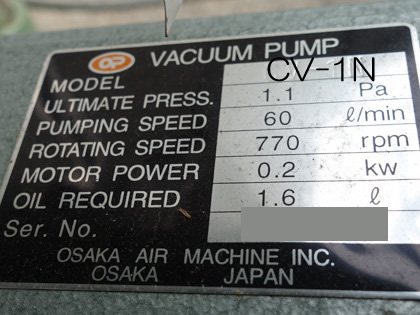 OP VACUUM PUMP
MODEL CV-1N
ULTIMATE PRESS. 1.1 Pa
PUMPING SPEED 60 ℓ/min
ROTATING SPEED 770 rpm
MOTOR POWER 0.2 kw
OIL REQUIRED 1.6 ℓ
Ser. No.
OSAKA AIR MACHINE INC.
OSAKA JAPAN